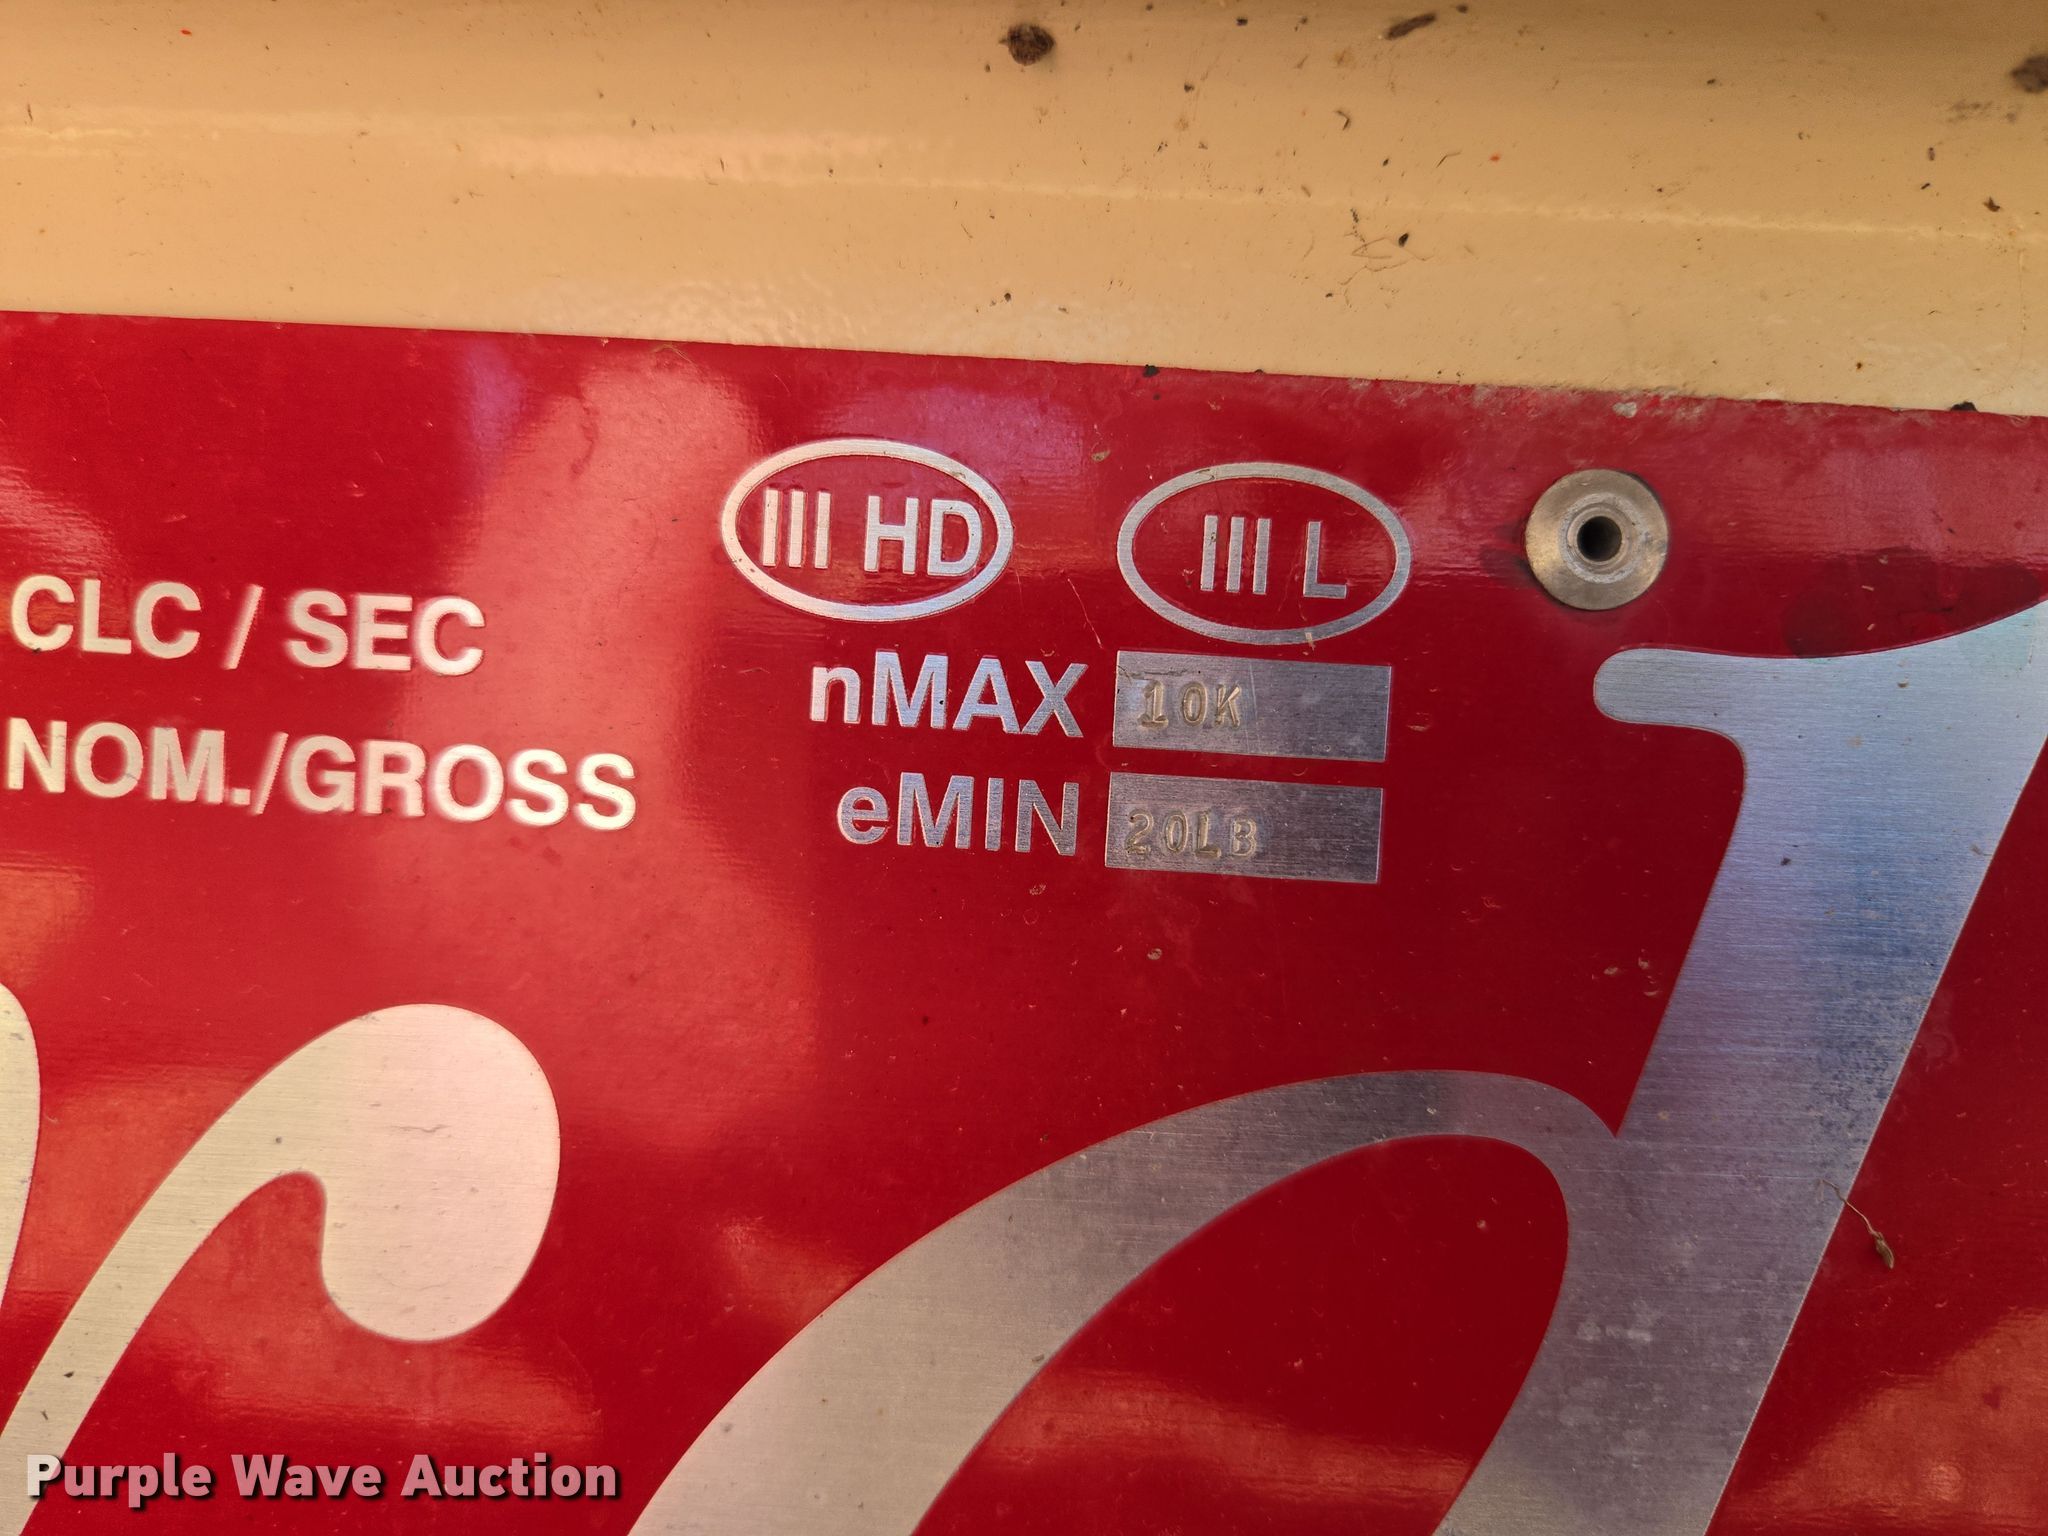 III HD
III L
CLC / SEC
nMAX 10K
NOM./GROSS
eMIN 20LB
Purple Wave Auction